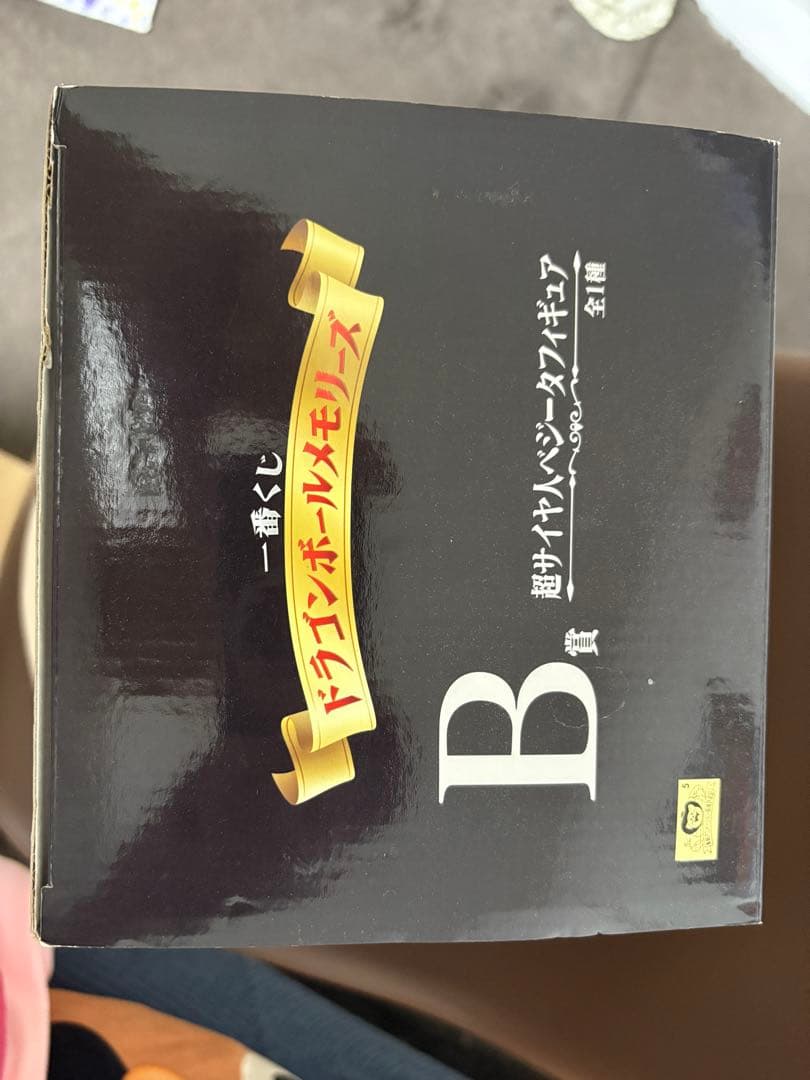 一番くじ
ドラゴンボールメモリーズ
B賞
超サイヤ人ベジータフィギュア
全1種
5